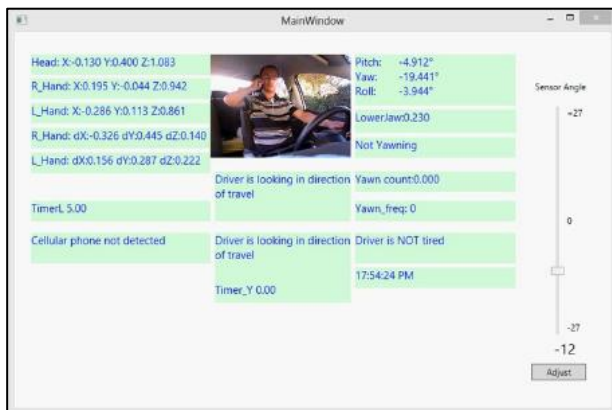 MainWindow
Head: X:-0.130 Y:0.400 Z:1.083
R_Hand: X:0.195 Y:-0.044 Z:0.942
L_Hand: X:-0.286 Y:0.113 Z:0.861
R_Hand: dX:-0.326 dY:0.445 dZ:0.140
L_Hand: dX:0.156 dY:0.287 dZ:0.222
TimerL 5.00
Cellular phone not detected
Driver is looking in direction
of travel
Driver is looking in direction
of travel
Timer_Y 0.00
Pitch: -4.912°
Yaw: -19.441°
Roll: -3.944°
LowerJaw:0.230
Not Yawning
Yawn count:0.000
Yawn_freq: 0
Driver is NOT tired
17:54:24 PM
Sensor Angle
+27
0
-27
-12
Adjust